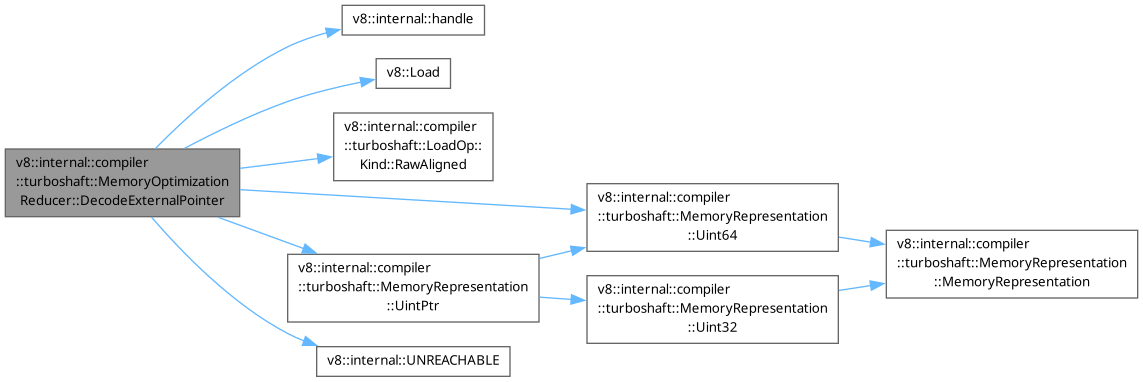 v8::internal::handle
v8::Load
v8::internal::compiler
::turboshaft::LoadOp::
Kind::RawAligned
v8::internal::compiler
::turboshaft::MemoryOptimization
Reducer::DecodeExternalPointer
v8::internal::compiler
::turboshaft::MemoryRepresentation
::Uint64
v8::internal::compiler
::turboshaft::MemoryRepresentation
::MemoryRepresentation
v8::internal::compiler
::turboshaft::MemoryRepresentation
::UintPtr
v8::internal::compiler
::turboshaft::MemoryRepresentation
::Uint32
v8::internal::UNREACHABLE